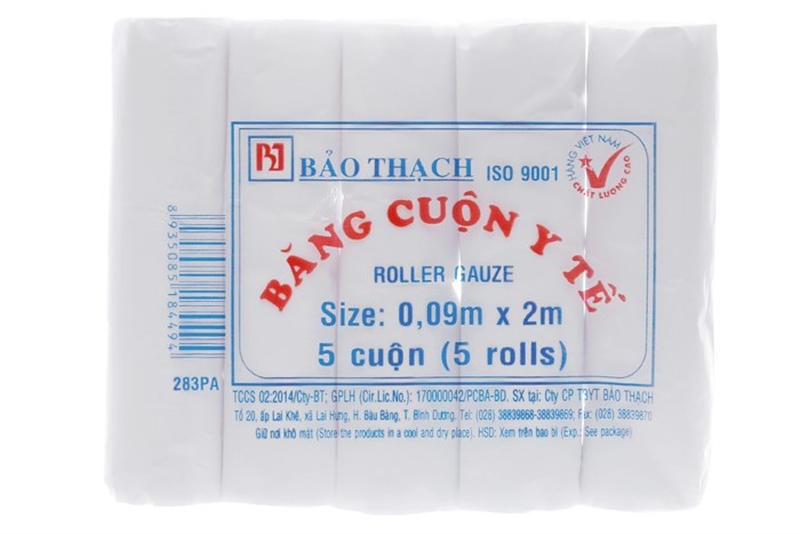 BJ BẢO THẠCH ISO 9001
HÀNG VIỆT NAM
CHẤT LƯỢNG CAO
BĂNG CUỘN Y TẾ
ROLLER GAUZE
Size: 0,09m x 2m
5 cuộn (5 rolls)
8935085184494
283PA
TCCS 02:2014/Cty-BT; GPLH (Cir.Lic.No.): 170000042/PCBA-BD. SX tại: Cty CP TBYT BẢO THẠCH
Tổ 20, ấp Lai Khê, xã Lai Hưng, H. Bàu Bàng, T. Bình Dương. Tel: (028) 38839868-38839869; Fax: (028) 38839870
Giữ nơi khô mát (Store the products in a cool and dry place). HSD: Xem trên bao bì (Exp.: See package)